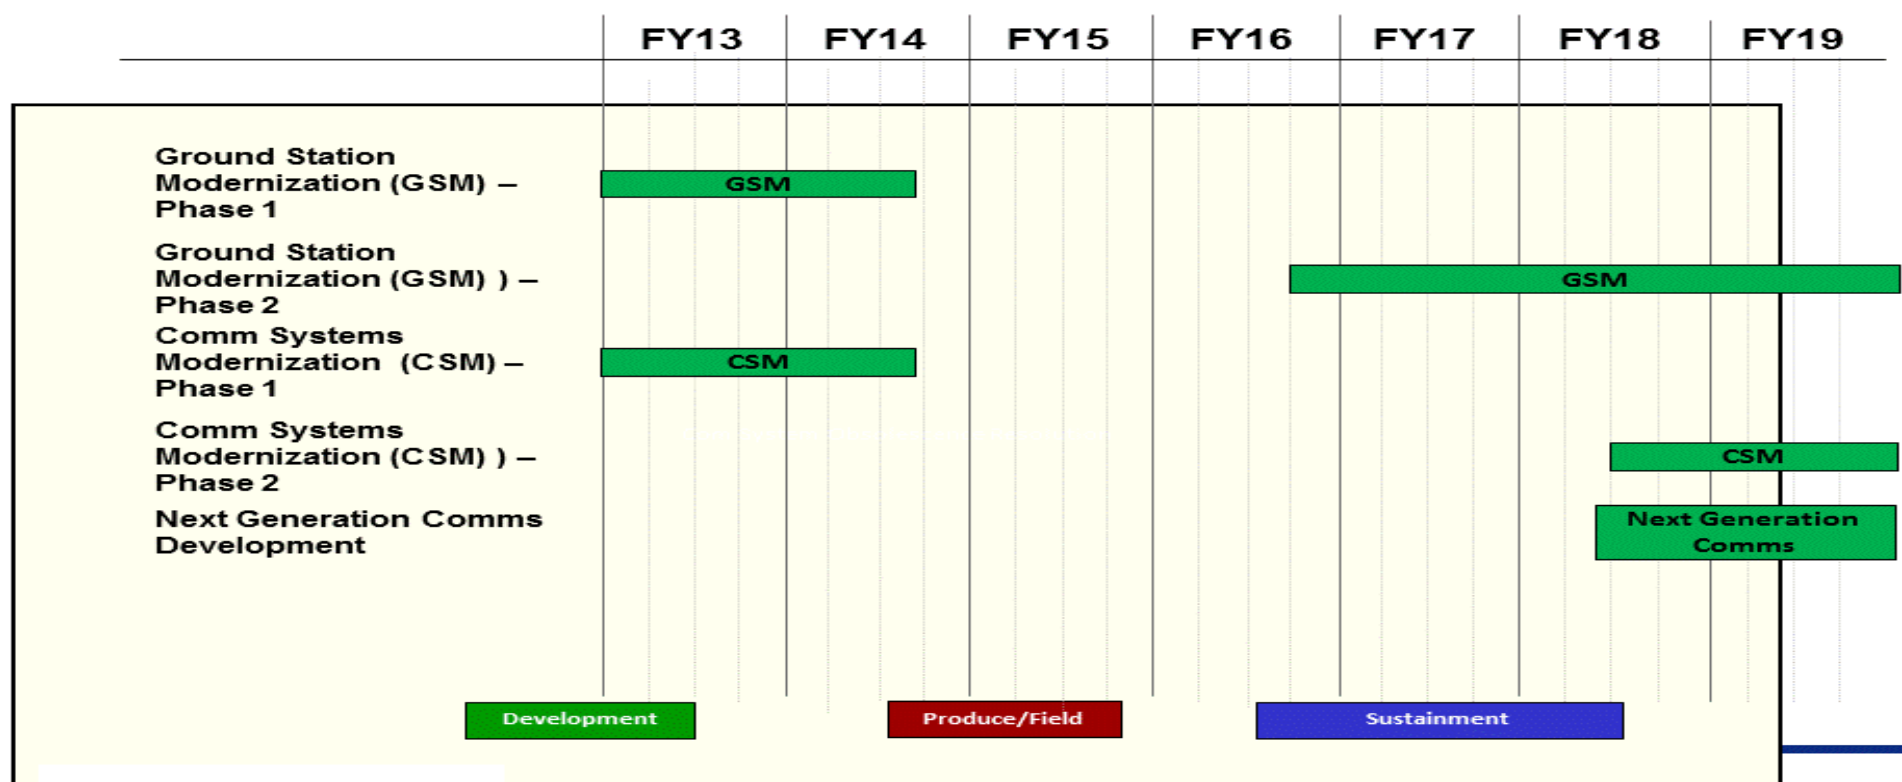 FY13 FY14 FY15 FY16 FY17 FY18 FY19
Ground Station
Modernization (GSM) –
Phase 1
GSM
Ground Station
Modernization (GSM) ) –
Phase 2
GSM
Comm Systems
Modernization (CSM) –
Phase 1
CSM
Comm Systems
Modernization (CSM) ) –
Phase 2
CSM
Next Generation Comms
Development
Next Generation
Comms
Development
Produce/Field
Sustainment